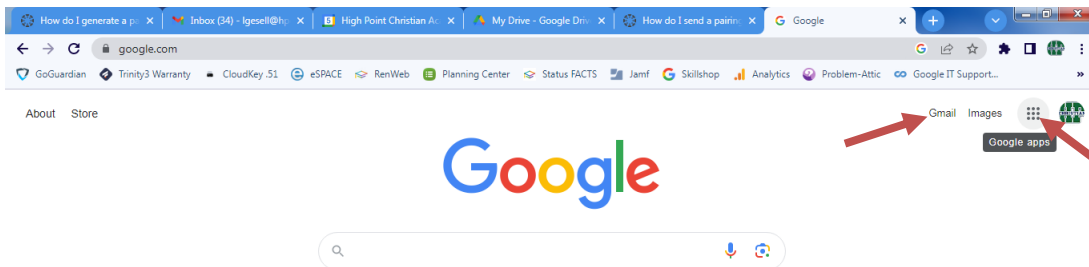 How do I generate a pa Inbox (34) - lgesell@hp High Point Christian Ac My Drive - Google Driv How do I send a pairin Google
google.com
GoGuardian Trinity3 Warranty CloudKey .51 eSPACE RenWeb Planning Center FACTS Status FACTS Jamf Skillshop Analytics Problem-Attic Google IT Support...
About Store
Gmail Images
Google apps
Google